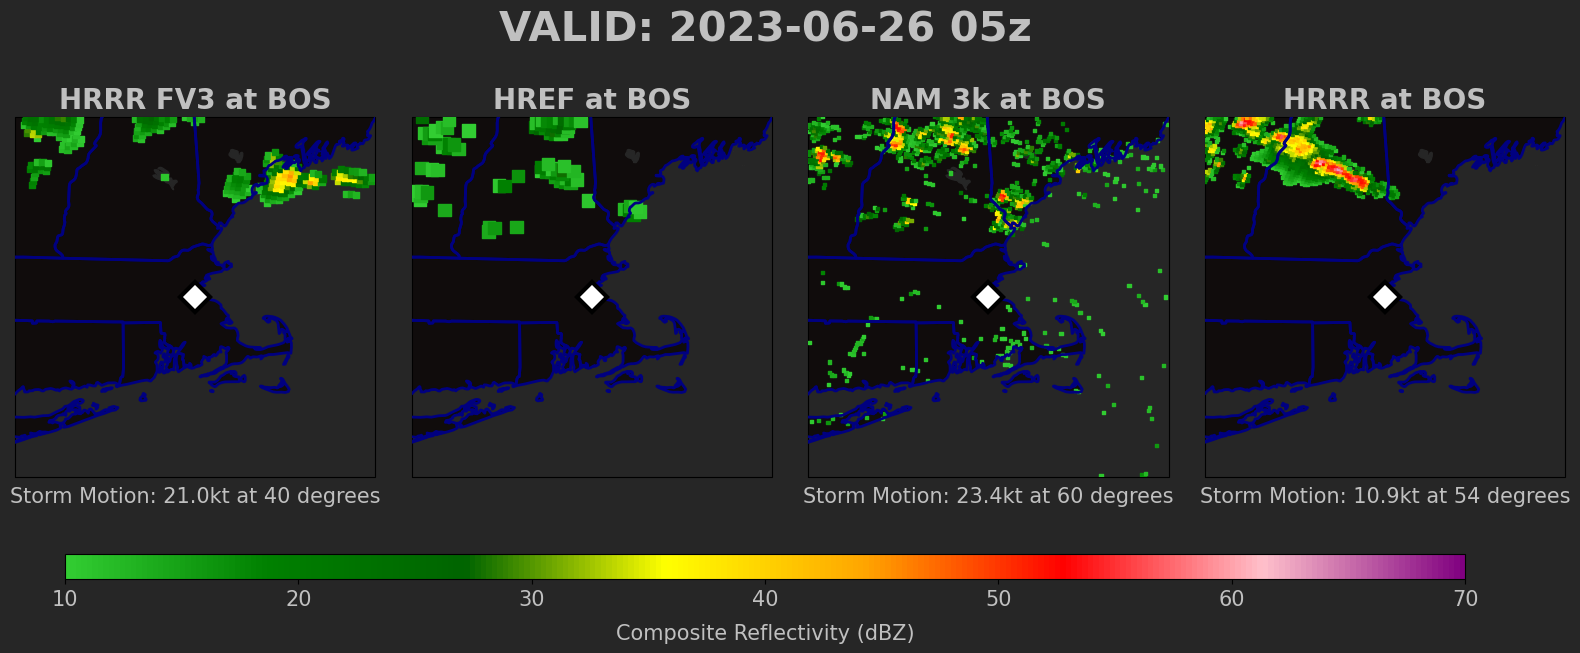 VALID: 2023-06-26 05z
HRRR FV3 at BOS
HREF at BOS
NAM 3k at BOS
HRRR at BOS
Storm Motion: 21.0kt at 40 degrees
Storm Motion: 23.4kt at 60 degrees
Storm Motion: 10.9kt at 54 degrees
10 20 30 40 50 60 70
Composite Reflectivity (dBZ)